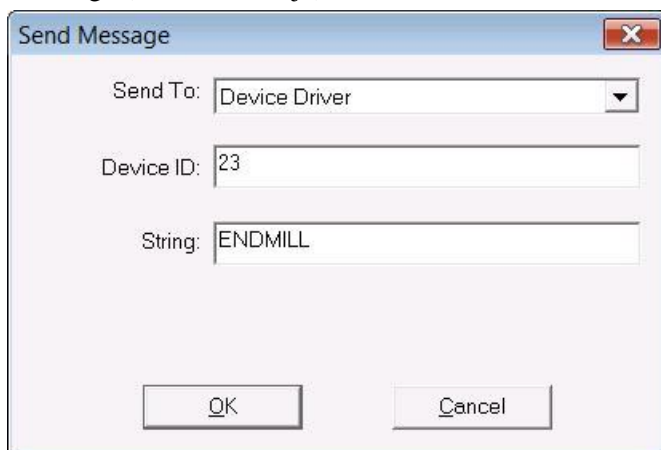 Send Message
Send To: Device Driver
Device ID: 23
String: ENDMILL
OK Cancel